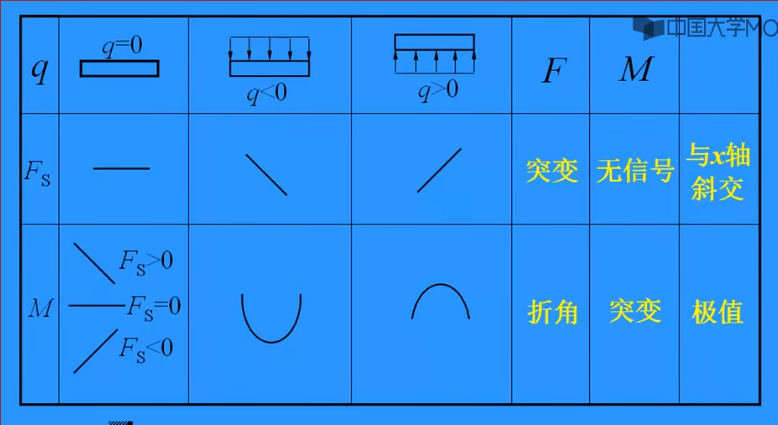 中国大学MO
q
q=0
q<0
q>0
F
M
F_S
突变
无信号
与x轴
斜交
M
F_S>0
F_S=0
F_S<0
折角
突变
极值